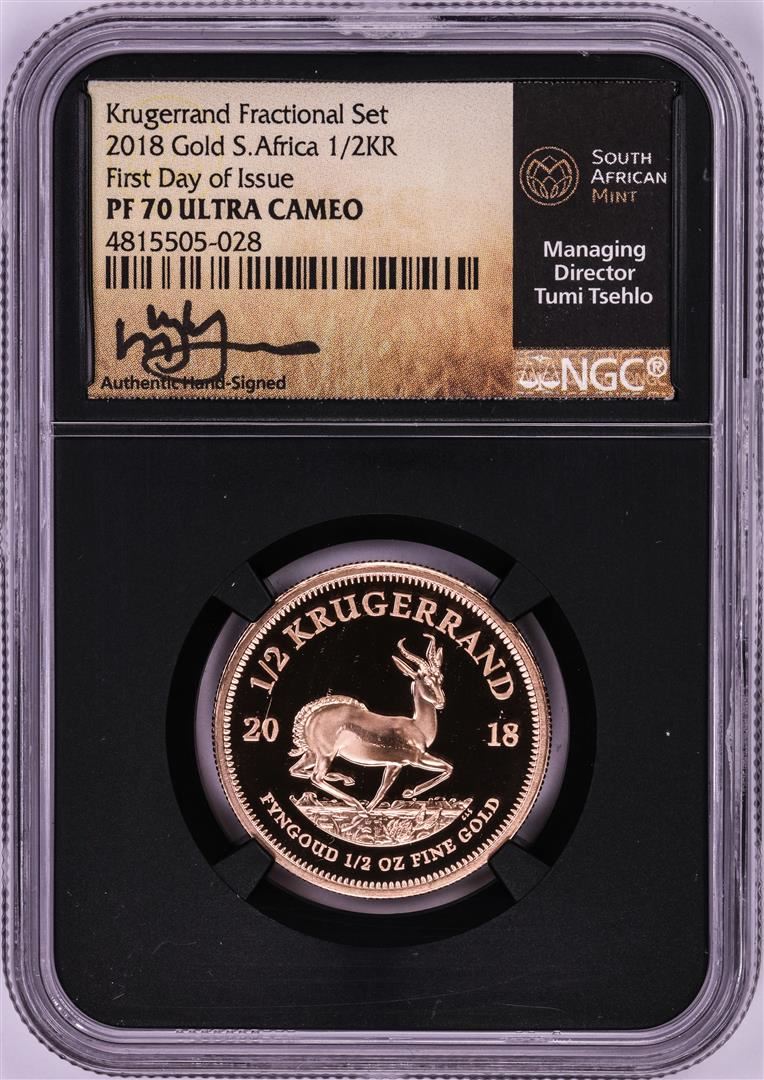 Krugerrand Fractional Set
2018 Gold S.Africa 1/2KR
First Day of Issue
PF 70 ULTRA CAMEO
4815505-028
Authentic Hand-Signed
SOUTH
AFRICAN
MINT
Managing
Director
Tumi Tsehlo
NGC®
1/2 KRUGERRAND
20 18
FYNGOUD 1/2 OZ FINE GOLD